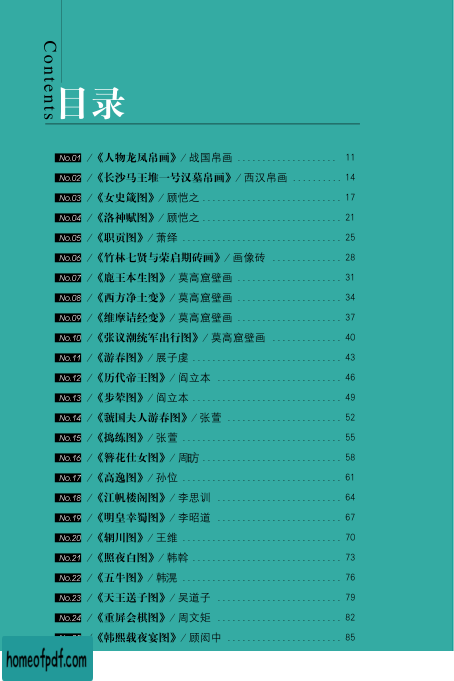 Contents
目录
No.01 /《人物龙凤帛画》/ 战国帛画 11
No.02 /《长沙马王堆一号汉墓帛画》/ 西汉帛画 14
No.03 /《女史箴图》/ 顾恺之 17
No.04 /《洛神赋图》/ 顾恺之 21
No.05 /《职贡图》/ 萧绎 25
No.06 /《竹林七贤与荣启期砖画》/ 画像砖 28
No.07 /《鹿王本生图》/ 莫高窟壁画 31
No.08 /《西方净土变》/ 莫高窟壁画 34
No.09 /《维摩诘经变》/ 莫高窟壁画 37
No.10 /《张议潮统军出行图》/ 莫高窟壁画 40
No.11 /《游春图》/ 展子虔 43
No.12 /《历代帝王图》/ 阎立本 46
No.13 /《步辇图》/ 阎立本 49
No.14 /《虢国夫人游春图》/ 张萱 52
No.15 /《捣练图》/ 张萱 55
No.16 /《簪花仕女图》/ 周昉 58
No.17 /《高逸图》/ 孙位 61
No.18 /《江帆楼阁图》/ 李思训 64
No.19 /《明皇幸蜀图》/ 李昭道 67
No.20 /《辋川图》/ 王维 70
No.21 /《照夜白图》/ 韩幹 73
No.22 /《五牛图》/ 韩滉 76
No.23 /《天王送子图》/ 吴道子 79
No.24 /《重屏会棋图》/ 周文矩 82
/《韩熙载夜宴图》/ 顾闳中 85
homeofpdf.com